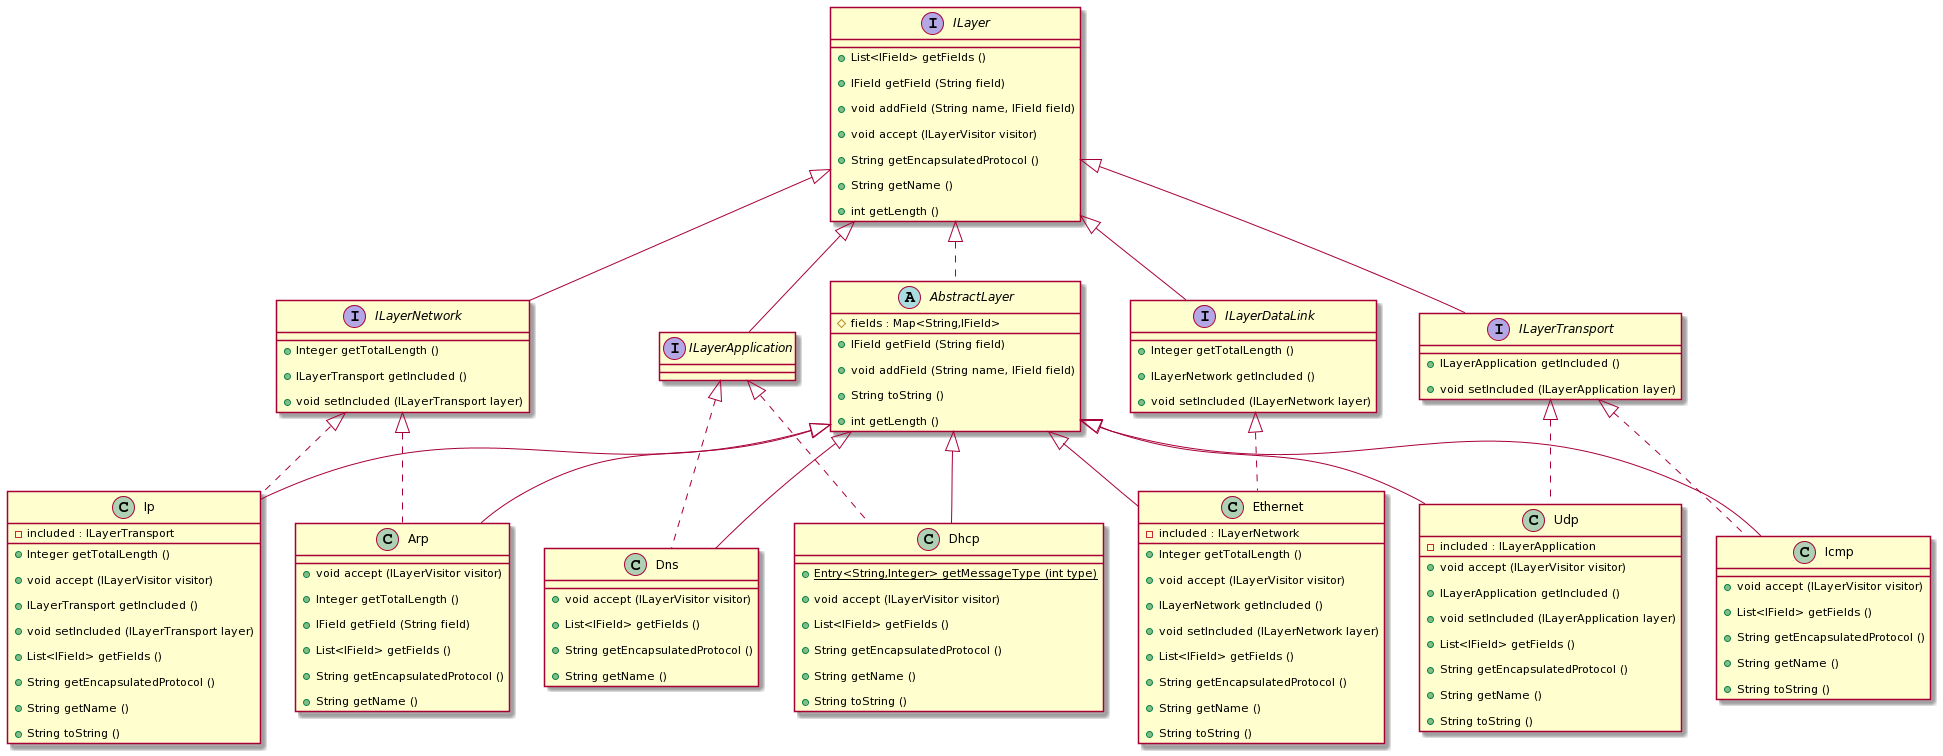 I ILayer
List<IField> getFields ()
IField getField (String field)
void addField (String name, IField field)
void accept (ILayerVisitor visitor)
String getEncapsulatedProtocol ()
String getName ()
int getLength ()
I ILayerNetwork
Integer getTotalLength ()
ILayerTransport getIncluded ()
void setIncluded (ILayerTransport layer)
I ILayerApplication
A AbstractLayer
fields : Map<String,IField>
IField getField (String field)
void addField (String name, IField field)
String toString ()
int getLength ()
I ILayerDataLink
Integer getTotalLength ()
ILayerNetwork getIncluded ()
void setIncluded (ILayerNetwork layer)
I ILayerTransport
ILayerApplication getIncluded ()
void setIncluded (ILayerApplication layer)
C Ip
included : ILayerTransport
Integer getTotalLength ()
void accept (ILayerVisitor visitor)
ILayerTransport getIncluded ()
void setIncluded (ILayerTransport layer)
List<IField> getFields ()
String getEncapsulatedProtocol ()
String getName ()
String toString ()
C Arp
void accept (ILayerVisitor visitor)
Integer getTotalLength ()
IField getField (String field)
List<IField> getFields ()
String getEncapsulatedProtocol ()
String getName ()
C Dns
void accept (ILayerVisitor visitor)
List<IField> getFields ()
String getEncapsulatedProtocol ()
String getName ()
C Dhcp
Entry<String,Integer> getMessageType (int type)
void accept (ILayerVisitor visitor)
List<IField> getFields ()
String getEncapsulatedProtocol ()
String getName ()
String toString ()
C Ethernet
included : ILayerNetwork
Integer getTotalLength ()
void accept (ILayerVisitor visitor)
ILayerNetwork getIncluded ()
void setIncluded (ILayerNetwork layer)
List<IField> getFields ()
String getEncapsulatedProtocol ()
String getName ()
String toString ()
C Udp
included : ILayerApplication
void accept (ILayerVisitor visitor)
ILayerApplication getIncluded ()
void setIncluded (ILayerApplication layer)
List<IField> getFields ()
String getEncapsulatedProtocol ()
String getName ()
String toString ()
C Icmp
void accept (ILayerVisitor visitor)
List<IField> getFields ()
String getEncapsulatedProtocol ()
String getName ()
String toString ()